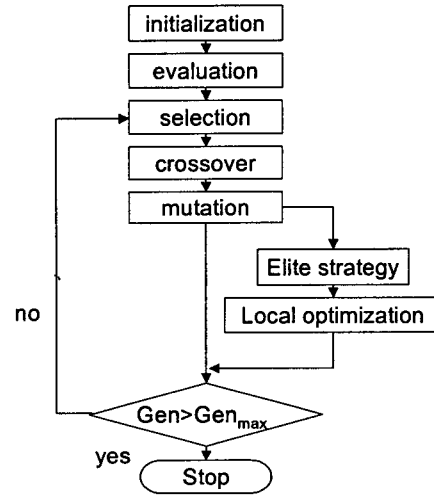 initialization
evaluation
selection
crossover
mutation
Elite strategy
Local optimization
no
Gen>Genmax
yes
Stop